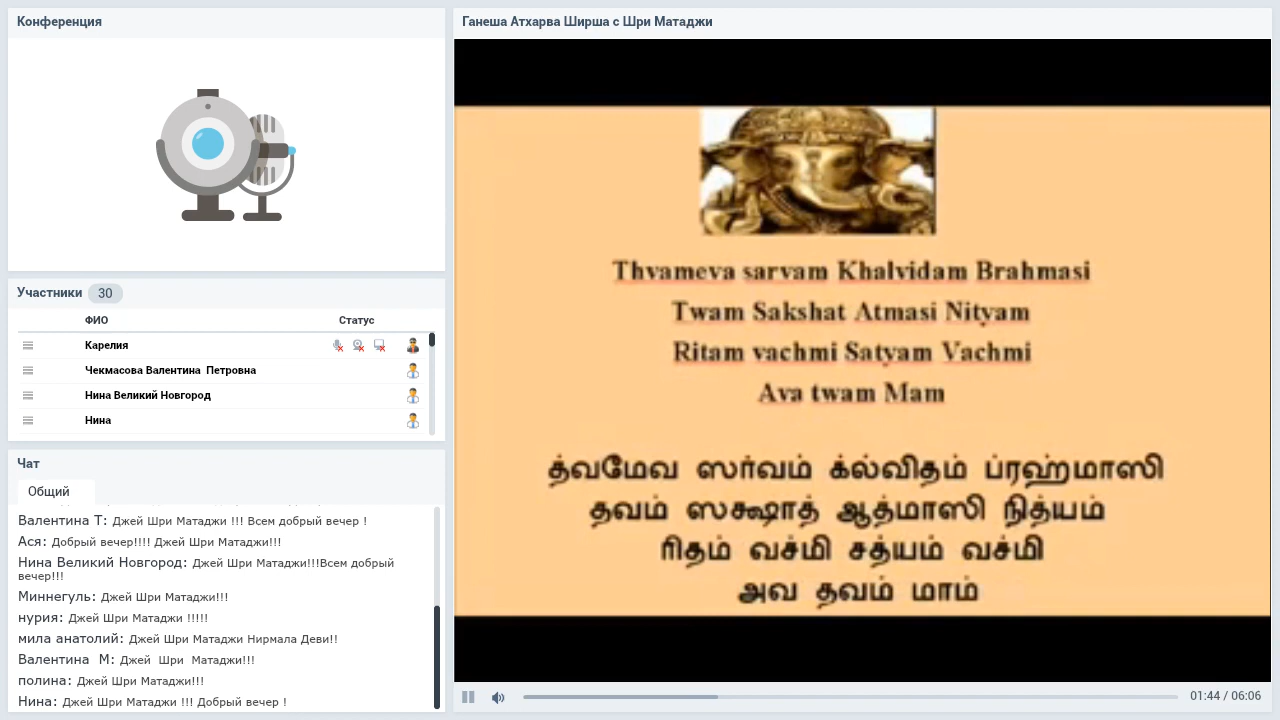 Конференция
Участники 30
ФИО Статус
Карелия
Чекмасова Валентина Петровна
Нина Великий Новгород
Нина
Чат
Общий
Валентина Т: Джей Шри Матаджи !!! Всем добрый вечер !
Ася: Добрый вечер!!!! Джей Шри Матаджи!!!
Нина Великий Новгород: Джей Шри Матаджи!!!Всем добрый
вечер!!!
Миннегуль: Джей Шри Матаджи!!!
нурия: Джей Шри Матаджи !!!!!
мила анатолий: Джей Шри Матаджи Нирмала Деви!!
Валентина М: Джей Шри Матаджи!!!
полина: Джей Шри Матаджи!!!
Нина: Джей Шри Матаджи !!! Добрый вечер !
Ганеша Атхарва Ширша с Шри Матаджи
Thvameva sarvam Khalvidam Brahmasi
Twam Sakshat Atmasi Nityam
Ritam vachmi Satyam Vachmi
Ava twam Mam
த்வமேவ ஸர்வம் க்ல்விதம் ப்ரஹ்மாஸி
தவம் ஸக்ஷாத் ஆத்மாஸி நித்யம்
ரிதம் வச்மி சத்யம் வச்மி
அவ தவம் மாம்
01:44 / 06:06